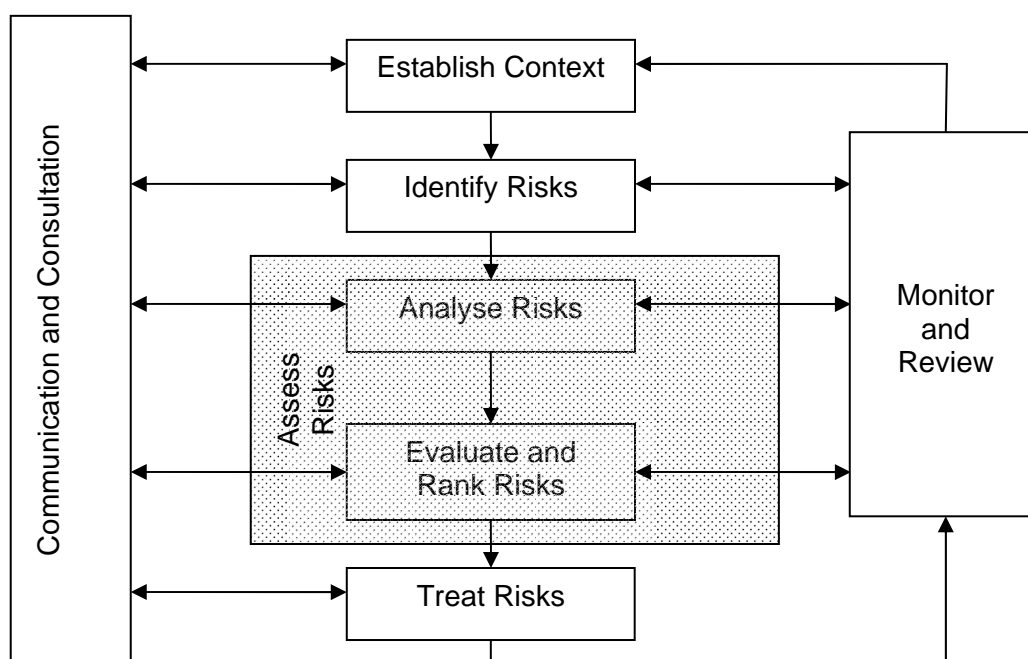 Communication and Consultation
Establish Context
Identify Risks
Analyse Risks
Assess
Risks
Evaluate and
Rank Risks
Treat Risks
Monitor
and
Review